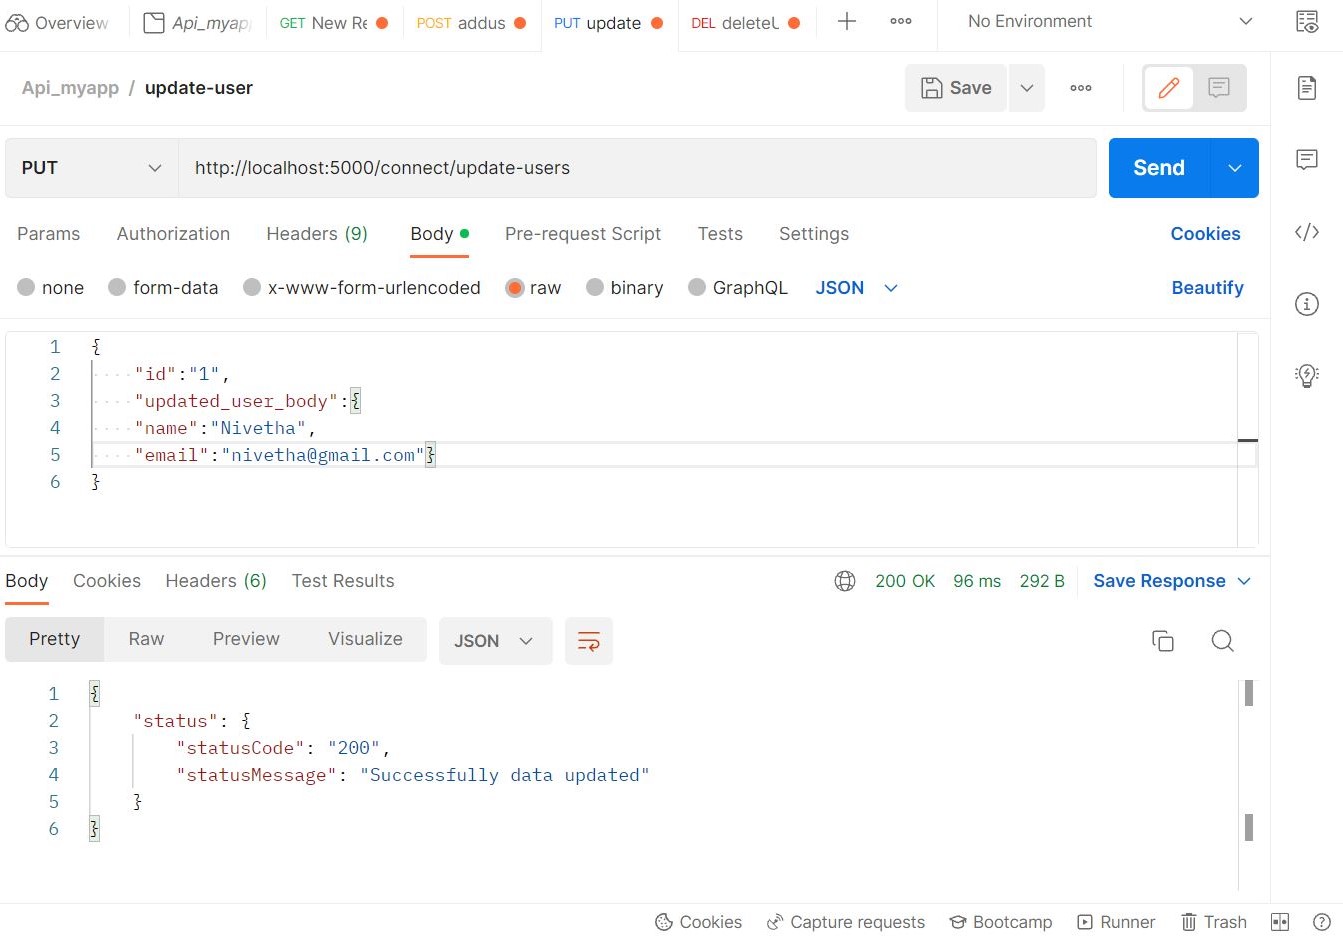 Overview Api_myap GET New Re POST addus PUT update DEL deleteU No Environment
Api_myapp / update-user Save
PUT http://localhost:5000/connect/update-users Send
Params Authorization Headers (9) Body Pre-request Script Tests Settings Cookies
none form-data x-www-form-urlencoded raw binary GraphQL JSON Beautify
1 {
2 "id":"1",
3 "updated_user_body":{
4 "name":"Nivetha",
5 "email":"nivetha@gmail.com"}
6 }
Body Cookies Headers (6) Test Results 200 OK 96 ms 292 B Save Response
Pretty Raw Preview Visualize JSON
1 {
2 "status": {
3 "statusCode": "200",
4 "statusMessage": "Successfully data updated"
5 }
6 }
Cookies Capture requests Bootcamp Runner Trash